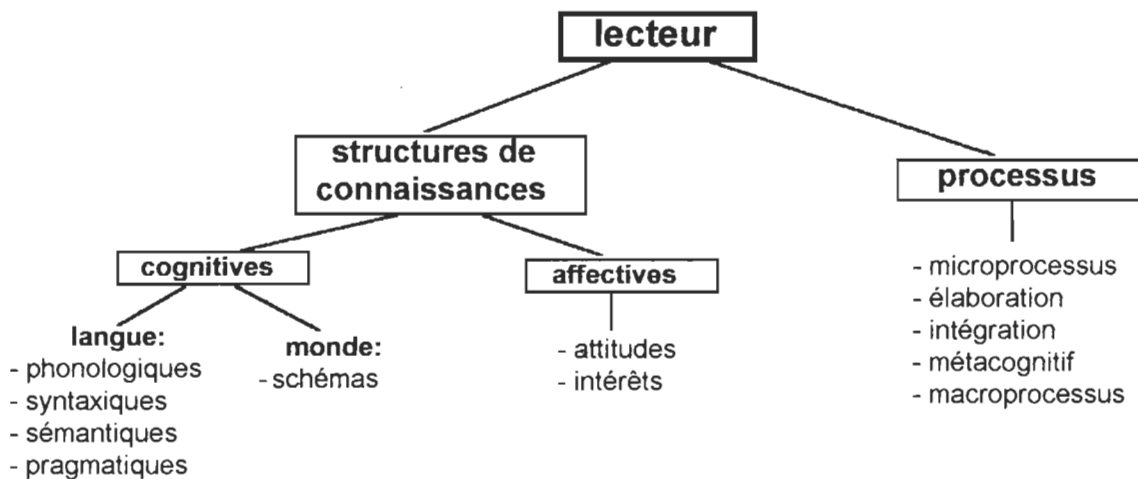 lecteur
structures de
connaissances
processus
cognitives
affectives
langue:
- phonologiques
- syntaxiques
- sémantiques
- pragmatiques
monde:
- schémas
- attitudes
- intérêts
- microprocessus
- élaboration
- intégration
- métacognitif
- macroprocessus